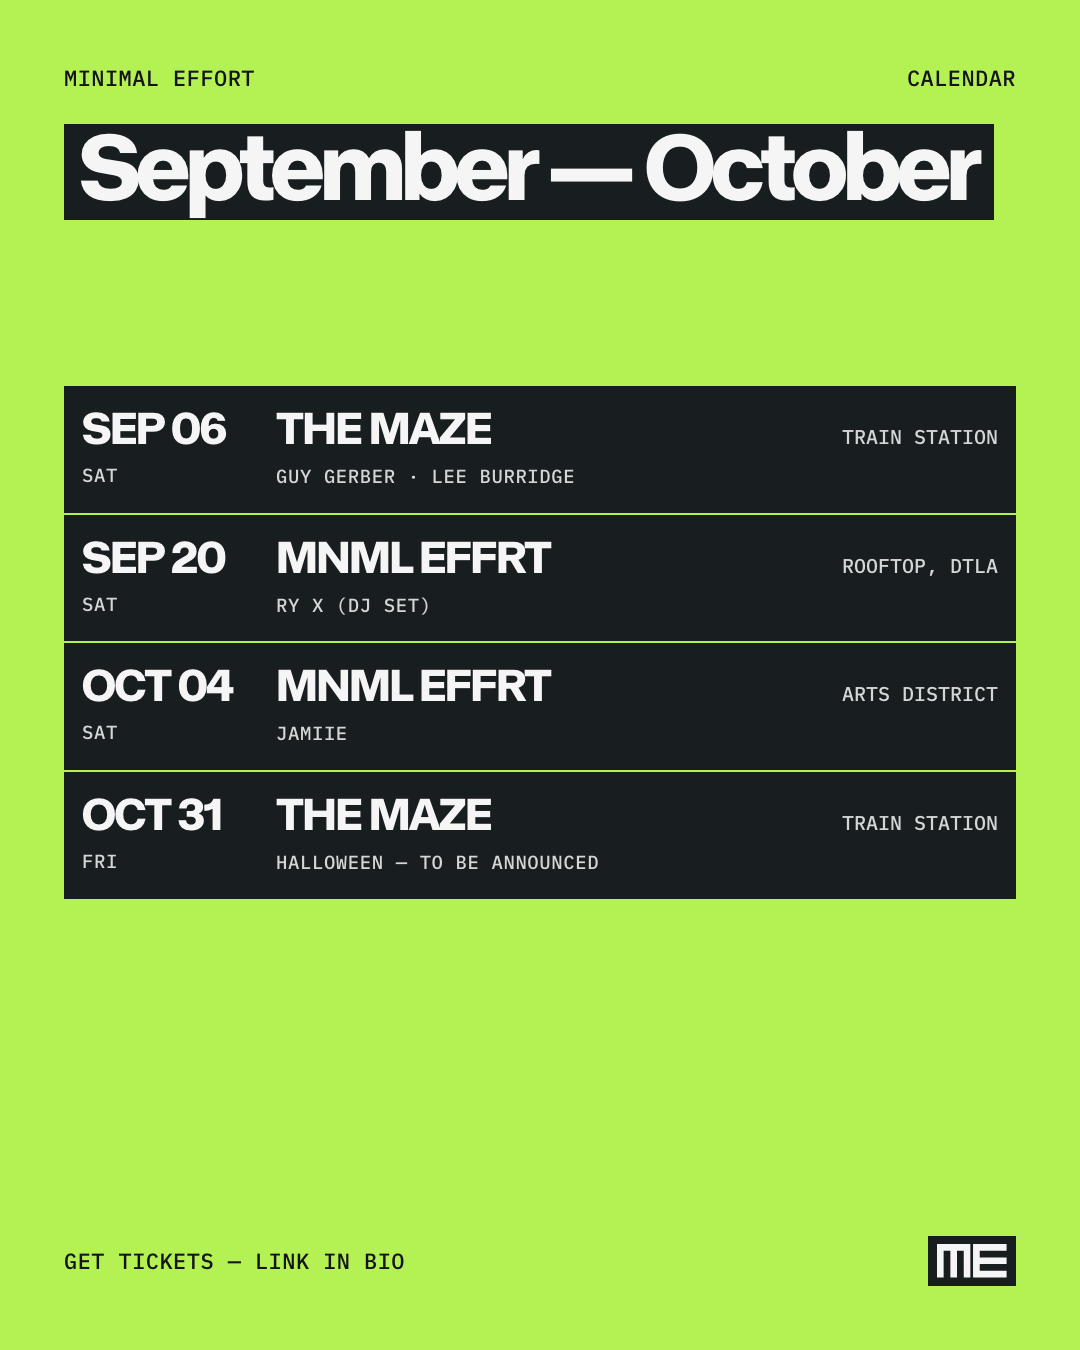 MINIMAL EFFORT
CALENDAR
September — October
SEP 06
THE MAZE
TRAIN STATION
SAT
GUY GERBER · LEE BURRIDGE
SEP 20
MNML EFFRT
ROOFTOP, DTLA
SAT
RY X (DJ SET)
OCT 04
MNML EFFRT
ARTS DISTRICT
SAT
JAMIIE
OCT 31
THE MAZE
TRAIN STATION
FRI
HALLOWEEN — TO BE ANNOUNCED
GET TICKETS — LINK IN BIO
ME